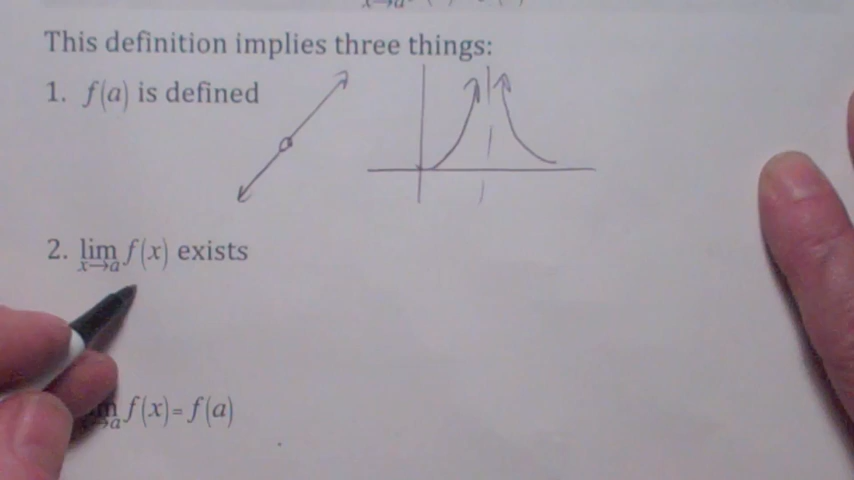 This definition implies three things:
1. f(a) is defined
2. lim x→a f(x) exists
x→a f(x) = f(a)